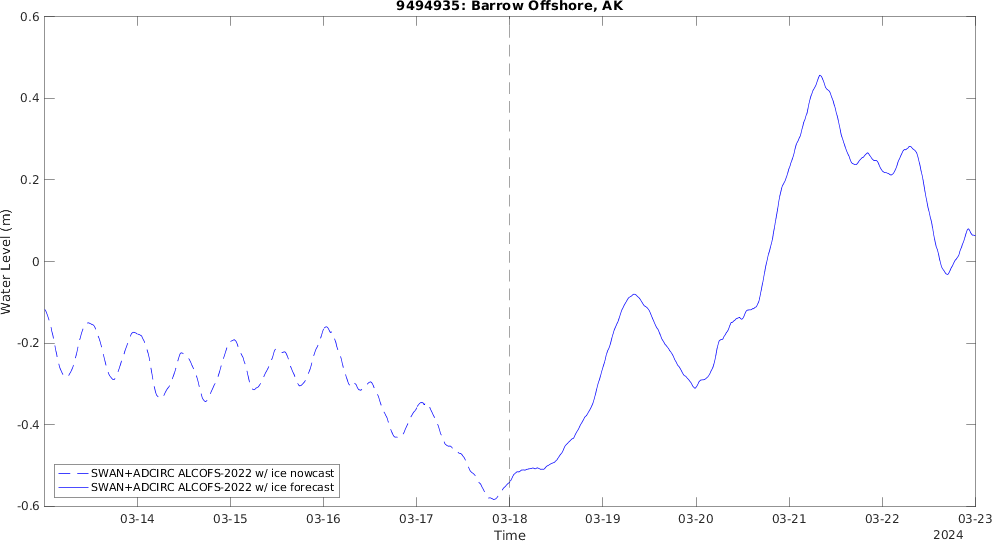 9494935: Barrow Offshore, AK
Water Level (m)
0.6
0.4
0.2
0
-0.2
-0.4
-0.6
SWAN+ADCIRC ALCOFS-2022 w/ ice nowcast
SWAN+ADCIRC ALCOFS-2022 w/ ice forecast
03-14 03-15 03-16 03-17 03-18 03-19 03-20 03-21 03-22 03-23
Time
2024